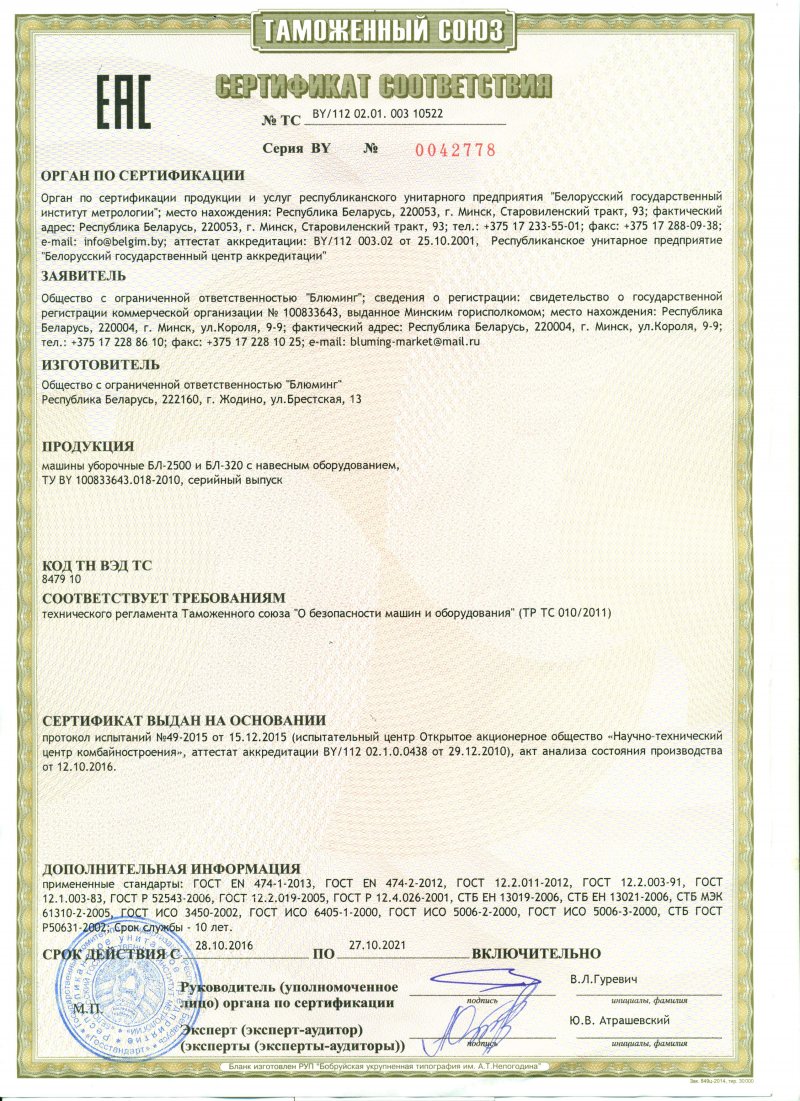 ТАМОЖЕННЫЙ СОЮЗ
ЕАС
СЕРТИФИКАТ СООТВЕТСТВИЯ
№ ТС BY/112 02.01. 003 10522
Серия BY № 0042778
ОРГАН ПО СЕРТИФИКАЦИИ
Орган по сертификации продукции и услуг республиканского унитарного предприятия "Белорусский государственный
институт метрологии"; место нахождения: Республика Беларусь, 220053, г. Минск, Старовиленский тракт, 93; фактический
адрес: Республика Беларусь, 220053, г. Минск, Старовиленский тракт, 93; тел.: +375 17 233-55-01; факс: +375 17 288-09-38;
e-mail: info@belgim.by; аттестат аккредитации: BY/112 003.02 от 25.10.2001, Республиканское унитарное предприятие
"Белорусский государственный центр аккредитации"
ЗАЯВИТЕЛЬ
Общество с ограниченной ответственностью "Блюминг"; сведения о регистрации: свидетельство о государственной
регистрации коммерческой организации № 100833643, выданное Минским горисполкомом; место нахождения: Республика
Беларусь, 220004, г. Минск, ул.Короля, 9-9; фактический адрес: Республика Беларусь, 220004, г. Минск, ул.Короля, 9-9;
тел.: +375 17 228 86 10; факс: +375 17 228 10 25; e-mail: bluming-market@mail.ru
ИЗГОТОВИТЕЛЬ
Общество с ограниченной ответственностью "Блюминг"
Республика Беларусь, 222160, г. Жодино, ул.Брестская, 13
ПРОДУКЦИЯ
машины уборочные БЛ-2500 и БЛ-320 с навесным оборудованием,
ТУ BY 100833643.018-2010, серийный выпуск
КОД ТН ВЭД ТС
8479 10
СООТВЕТСТВУЕТ ТРЕБОВАНИЯМ
технического регламента Таможенного союза "О безопасности машин и оборудования" (ТР ТС 010/2011)
СЕРТИФИКАТ ВЫДАН НА ОСНОВАНИИ
протокол испытаний №49-2015 от 15.12.2015 (испытательный центр Открытое акционерное общество «Научно-технический
центр комбайностроения», аттестат аккредитации BY/112 02.1.0.0438 от 29.12.2010), акт анализа состояния производства
от 12.10.2016.
ДОПОЛНИТЕЛЬНАЯ ИНФОРМАЦИЯ
примененные стандарты: ГОСТ EN 474-1-2013, ГОСТ EN 474-2-2012, ГОСТ 12.2.011-2012, ГОСТ 12.2.003-91, ГОСТ
12.1.003-83, ГОСТ Р 52543-2006, ГОСТ 12.2.019-2005, ГОСТ Р 12.4.026-2001, СТБ ЕН 13019-2006, СТБ ЕН 13021-2006, СТБ МЭК
61310-2-2005, ГОСТ ИСО 3450-2002, ГОСТ ИСО 6405-1-2000, ГОСТ ИСО 5006-2-2000, ГОСТ ИСО 5006-3-2000, СТБ ГОСТ
Р50631-2002; Срок службы - 10 лет.
СРОК ДЕЙСТВИЯ С 28.10.2016 ПО 27.10.2021 ВКЛЮЧИТЕЛЬНО
Руководитель (уполномоченное
лицо) органа по сертификации
В.Л.Гуревич
подпись
инициалы, фамилия
М.П.
Эксперт (эксперт-аудитор)
(эксперты (эксперты-аудиторы))
Ю.В. Атрашевский
подпись
инициалы, фамилия
Госстандарт
Бланк изготовлен РУП "Бобруйская укрупненная типография им. А.Т.Непогодина"
Зак. 849ц-2014, тир. 30000